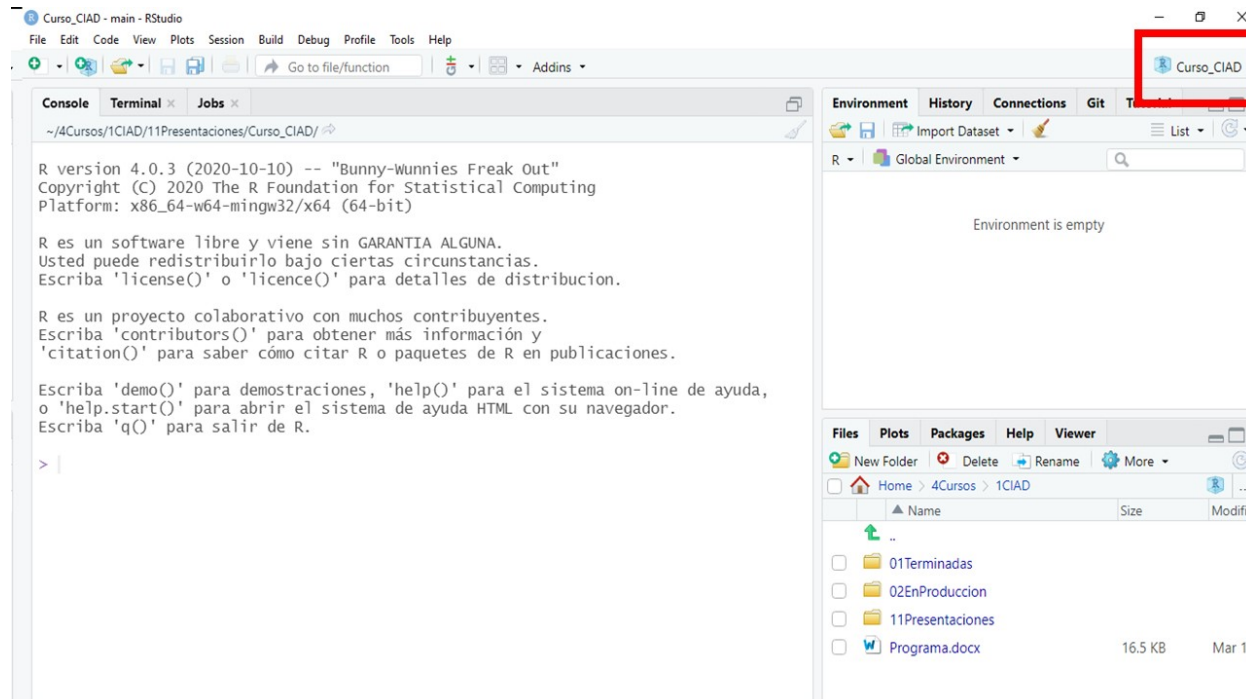 Curso_CIAD - main - RStudio
File Edit Code View Plots Session Build Debug Profile Tools Help
Go to file/function Addins
Curso_CIAD
Console Terminal Jobs
~/4Cursos/1CIAD/11Presentaciones/Curso_CIAD/
R version 4.0.3 (2020-10-10) -- "Bunny-Wunnies Freak Out"
Copyright (C) 2020 The R Foundation for Statistical Computing
Platform: x86_64-w64-mingw32/x64 (64-bit)
R es un software libre y viene sin GARANTIA ALGUNA.
Usted puede redistribuirlo bajo ciertas circunstancias.
Escriba 'license()' o 'licence()' para detalles de distribucion.
R es un proyecto colaborativo con muchos contribuyentes.
Escriba 'contributors()' para obtener más información y
'citation()' para saber cómo citar R o paquetes de R en publicaciones.
Escriba 'demo()' para demostraciones, 'help()' para el sistema on-line de ayuda,
o 'help.start()' para abrir el sistema de ayuda HTML con su navegador.
Escriba 'q()' para salir de R.
>
Environment History Connections Git
Import Dataset List
R Global Environment
Environment is empty
Files Plots Packages Help Viewer
New Folder Delete Rename More
Home > 4Cursos > 1CIAD ...
Name Size Modifi
..
01Terminadas
02EnProduccion
11Presentaciones
Programa.docx 16.5 KB Mar 1